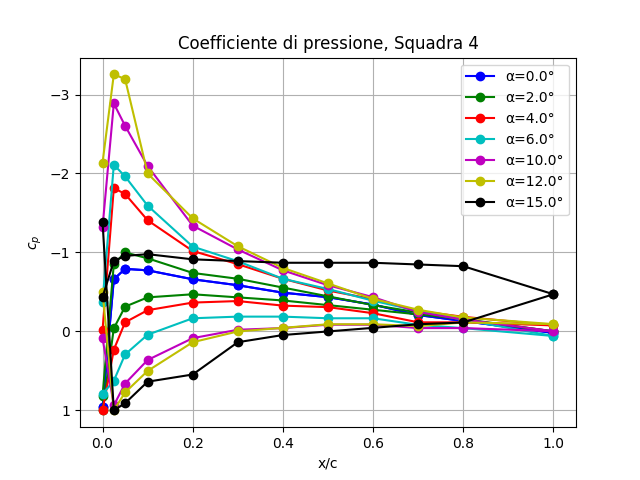 Coefficiente di pressione, Squadra 4
α=0.0°
α=2.0°
α=4.0°
α=6.0°
α=10.0°
α=12.0°
α=15.0°
−3
−2
−1
0
1
cp
0.0 0.2 0.4 0.6 0.8 1.0
x/c